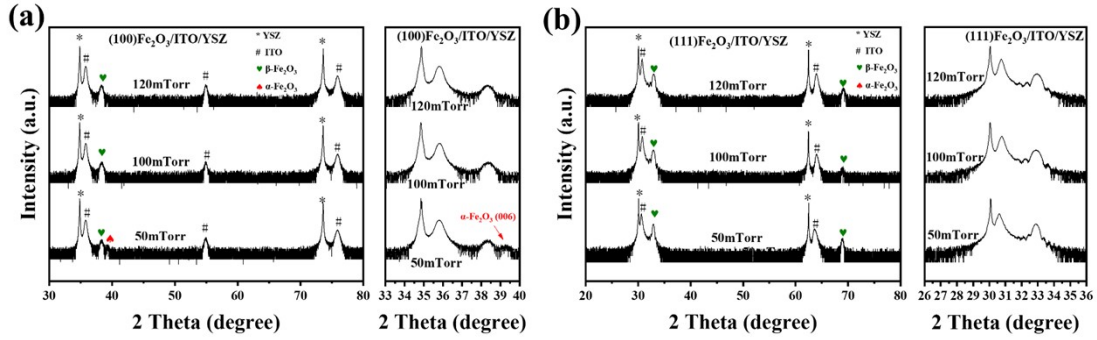 (a)
Intensity (a.u.)
(100)Fe₂O₃/ITO/YSZ
* YSZ
# ITO
♥ β-Fe₂O₃
♠ α-Fe₂O₃
* # ♥ # * #
120mTorr
* # ♥ # * #
100mTorr
* # ♥ ♠ # * #
50mTorr
30 40 50 60 70 80
2 Theta (degree)
(100)Fe₂O₃/ITO/YSZ
120mTorr
100mTorr
α-Fe₂O₃ (006)
50mTorr
33 34 35 36 37 38 39 40
2 Theta (degree)
(b)
Intensity (a.u.)
(111)Fe₂O₃/ITO/YSZ
* YSZ
# ITO
♥ β-Fe₂O₃
♠ α-Fe₂O₃
* # ♥ * # ♥
120mTorr
* # ♥ * # ♥
100mTorr
* # ♥ * # ♥
50mTorr
20 30 40 50 60 70 80
2 Theta (degree)
(111)Fe₂O₃/ITO/YSZ
120mTorr
100mTorr
50mTorr
26 27 28 29 30 31 32 33 34 35 36
2 Theta (degree)